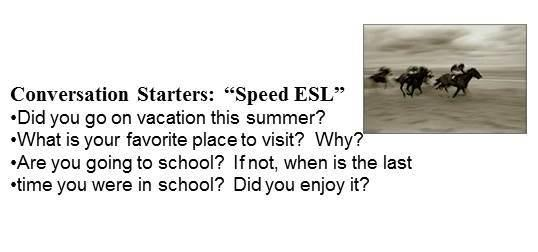 Conversation Starters: “Speed ESL”
•Did you go on vacation this summer?
•What is your favorite place to visit? Why?
•Are you going to school? If not, when is the last
•time you were in school? Did you enjoy it?